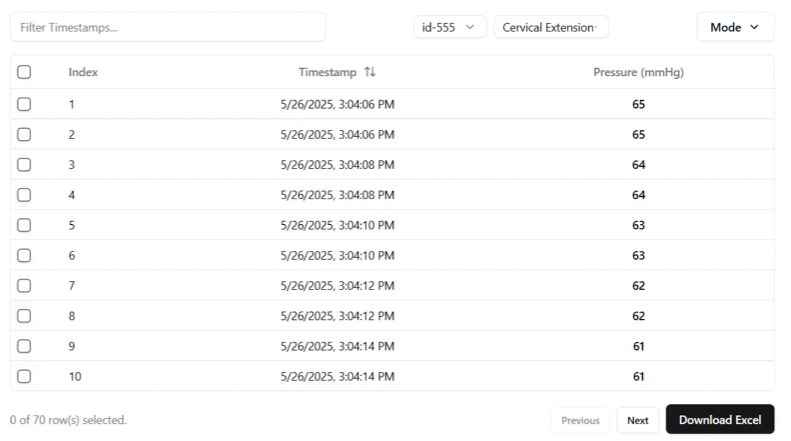 Filter Timestamps... id-555 Cervical Extension Mode
Index Timestamp Pressure (mmHg)
1 5/26/2025, 3:04:06 PM 65
2 5/26/2025, 3:04:06 PM 65
3 5/26/2025, 3:04:08 PM 64
4 5/26/2025, 3:04:08 PM 64
5 5/26/2025, 3:04:10 PM 63
6 5/26/2025, 3:04:10 PM 63
7 5/26/2025, 3:04:12 PM 62
8 5/26/2025, 3:04:12 PM 62
9 5/26/2025, 3:04:14 PM 61
10 5/26/2025, 3:04:14 PM 61
0 of 70 row(s) selected. Previous Next Download Excel